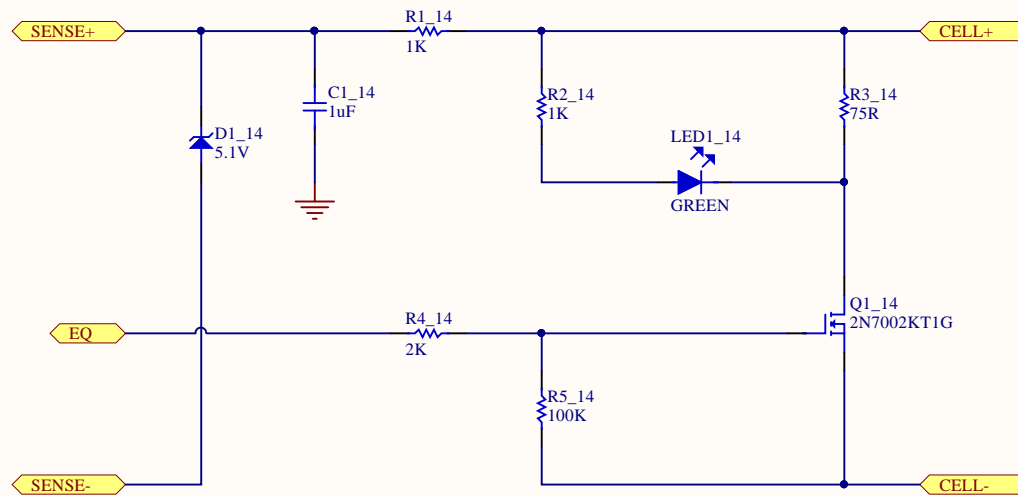 R1_14
SENSE+
CELL+
1K
C1_14
1uF
R2_14
1K
R3_14
75R
D1_14
5.1V
LED1_14
GREEN
Q1_14
2N7002KT1G
R4_14
EQ
2K
R5_14
100K
SENSE-
CELL-